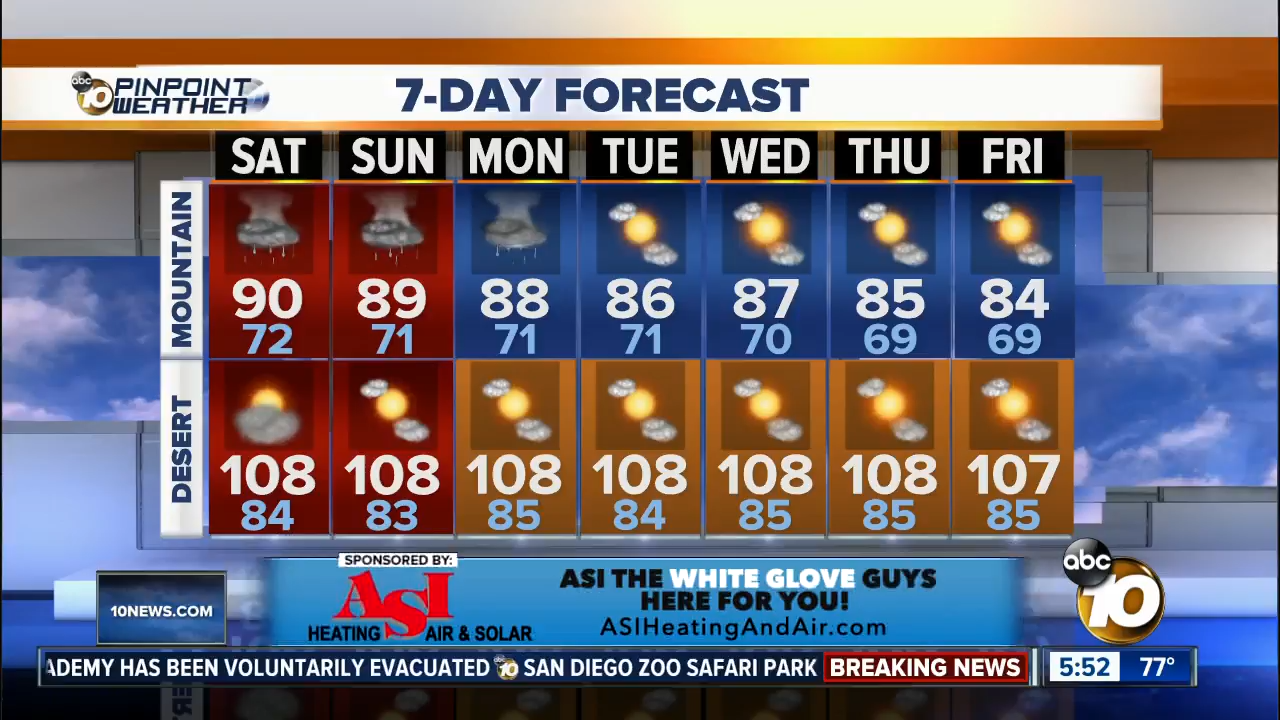 abc 10 PINPOINT WEATHER
7-DAY FORECAST
SAT SUN MON TUE WED THU FRI
MOUNTAIN
90 89 88 86 87 85 84
72 71 71 71 70 69 69
DESERT
108 108 108 108 108 108 107
84 83 85 84 85 85 85
SPONSORED BY:
ASI
HEATING AIR & SOLAR
ASI THE WHITE GLOVE GUYS
HERE FOR YOU!
ASIHeatingAndAir.com
10NEWS.COM
abc 10
ADEMY HAS BEEN VOLUNTARILY EVACUATED 10 SAN DIEGO ZOO SAFARI PARK BREAKING NEWS
5:52 77°